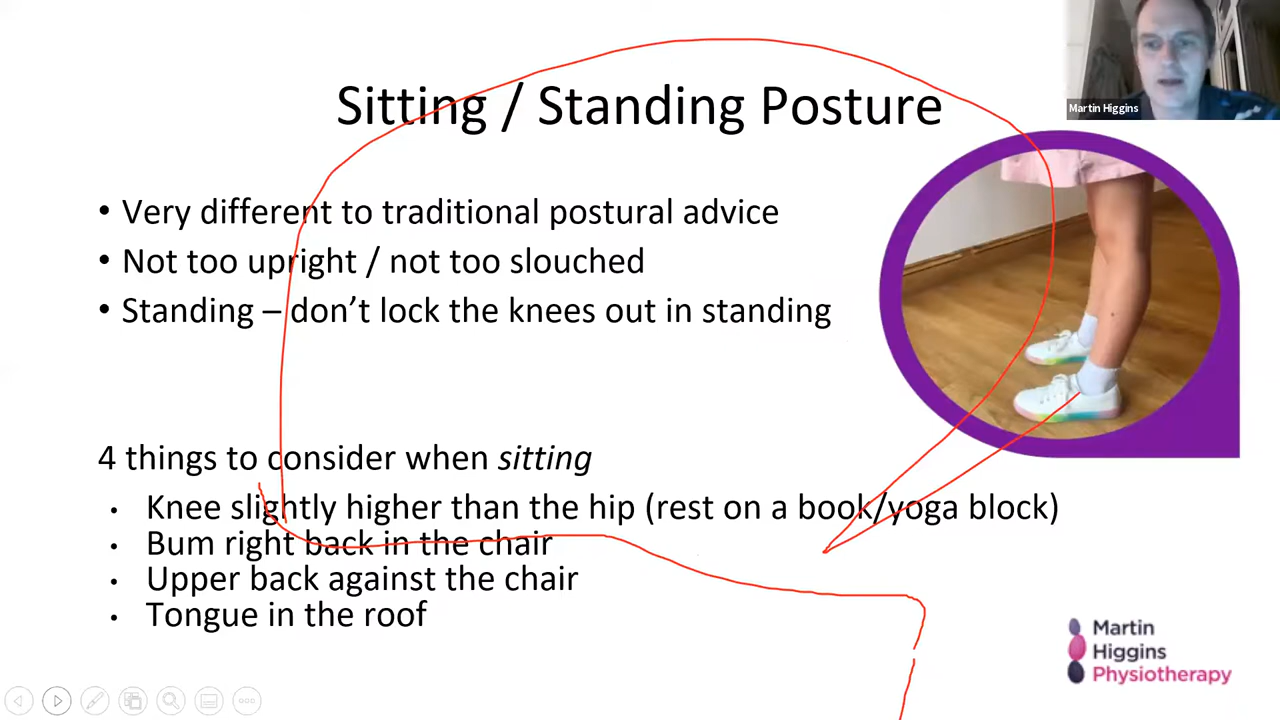 Martin Higgins
Sitting / Standing Posture
• Very different to traditional postural advice
• Not too upright / not too slouched
• Standing – don’t lock the knees out in standing
4 things to consider when sitting
• Knee slightly higher than the hip (rest on a book/yoga block)
• Bum right back in the chair
• Upper back against the chair
• Tongue in the roof
Martin
Higgins
Physiotherapy